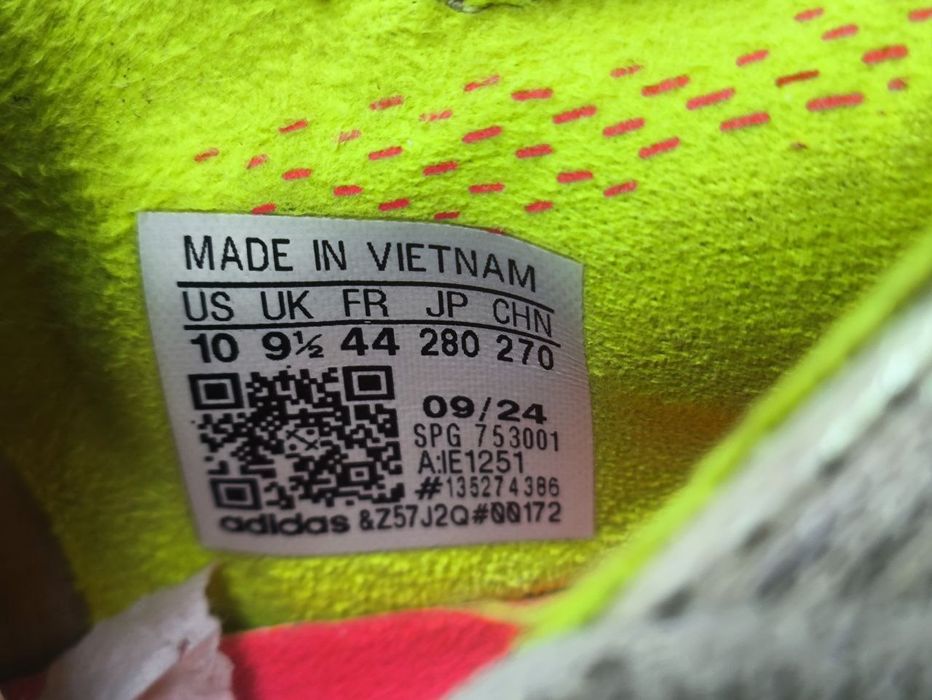 MADE IN VIETNAM
US UK FR JP CHN
10 9½ 44 280 270
09/24
SPG 753001
A:IE1251
#135274386
adidas &Z57J2Q#00172